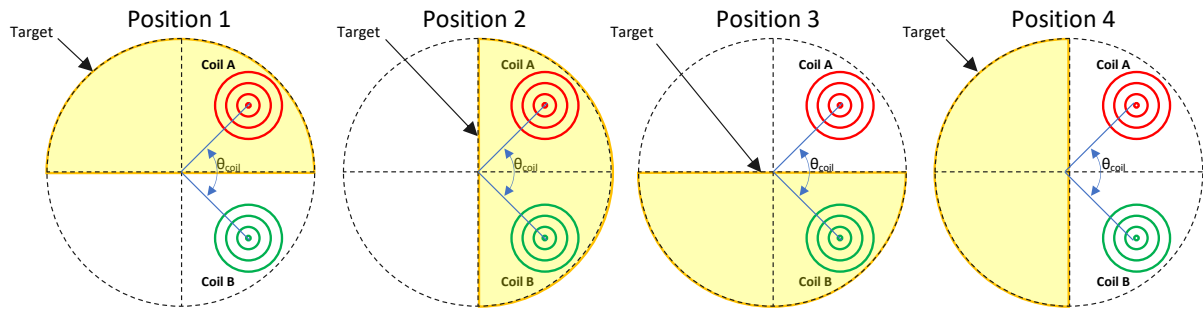 Position 1
Target
Coil A
θcoil
Coil B
Position 2
Target
Coil A
θcoil
Coil B
Position 3
Target
Coil A
θcoil
Coil B
Position 4
Target
Coil A
θcoil
Coil B